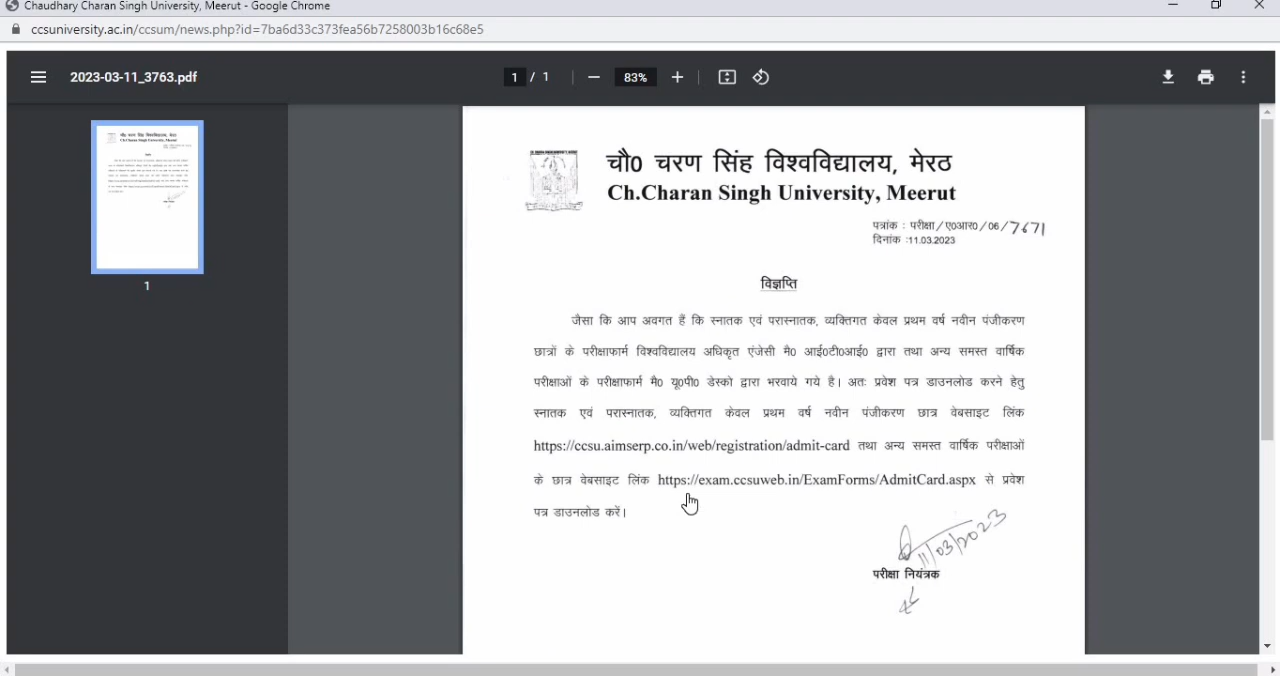 Chaudhary Charan Singh University, Meerut - Google Chrome
ccsuniversity.ac.in/ccsum/news.php?id=7ba6d33c373fea56b7258003b16c68e5
2023-03-11_3763.pdf
1 / 1
83%
1
चौ0 चरण सिंह विश्वविद्यालय, मेरठ
Ch.Charan Singh University, Meerut
पत्रांक : परीक्षा/ए0आर0/06/7671
दिनांक :11.03.2023
विज्ञप्ति
जैसा कि आप अवगत हैं कि स्नातक एवं परास्नातक, व्यक्तिगत केवल प्रथम वर्ष नवीन पंजीकरण
छात्रों के परीक्षाफार्म विश्वविद्यालय अधिकृत एंजेसी मै0 आई0टी0आई0 द्वारा तथा अन्य समस्त वार्षिक
परीक्षाओं के परीक्षाफार्म मै0 यू0पी0 डेस्को द्वारा भरवाये गये है। अतः प्रवेश पत्र डाउनलोड करने हेतु
स्नातक एवं परास्नातक, व्यक्तिगत केवल प्रथम वर्ष नवीन पंजीकरण छात्र वेबसाइट लिंक
https://ccsu.aimserp.co.in/web/registration/admit-card तथा अन्य समस्त वार्षिक परीक्षाओं
के छात्र वेबसाइट लिंक https://exam.ccsuweb.in/ExamForms/AdmitCard.aspx से प्रवेश
पत्र डाउनलोड करें।
11/03/2023
परीक्षा नियंत्रक